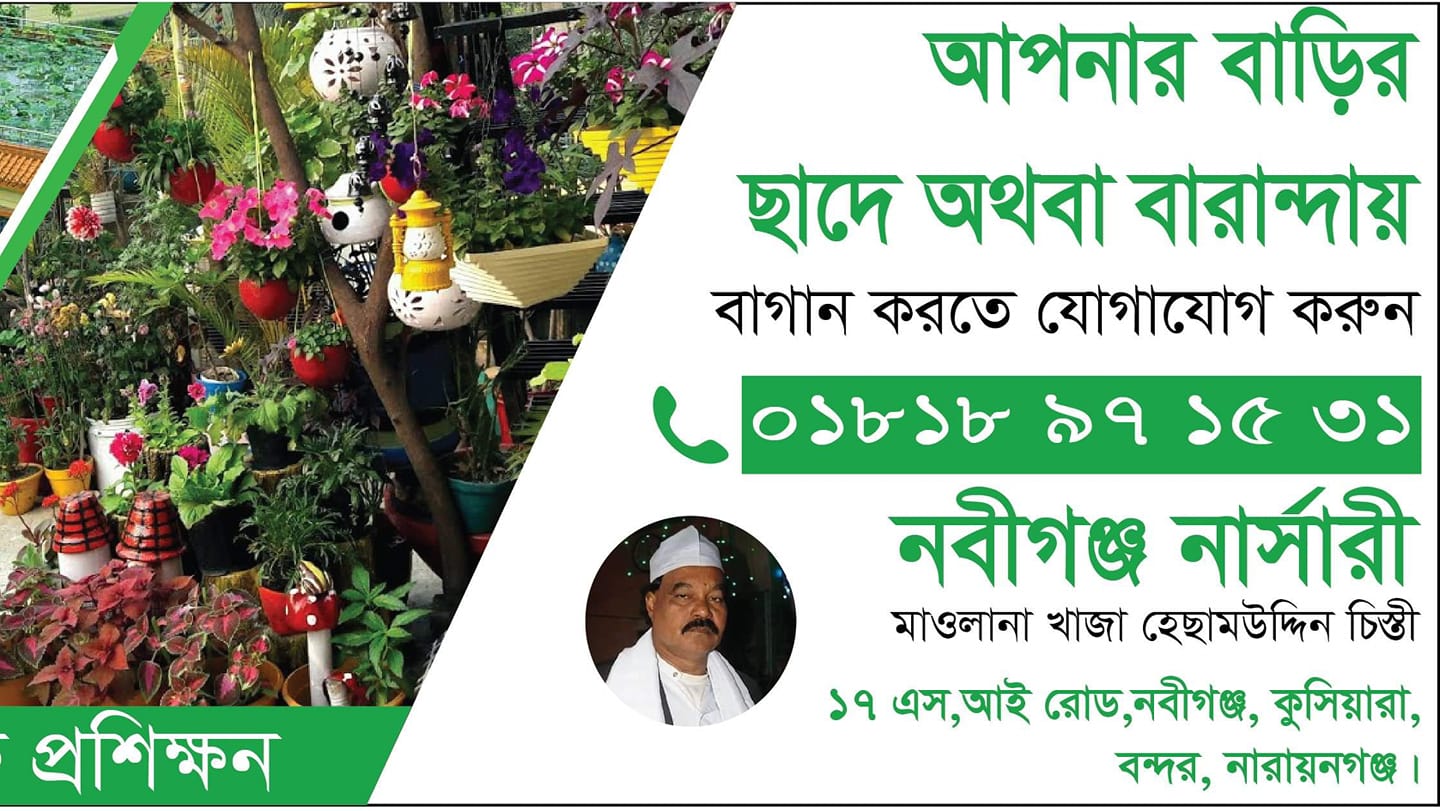 আপনার বাড়ির
ছাদে অথবা বারান্দায়
বাগান করতে যোগাযোগ করুন
০১৮১৮ ৯৭ ১৫ ৩১
নবীগঞ্জ নার্সারী
মাওলানা খাজা হেছামউদ্দিন চিস্তী
১৭ এস,আই রোড,নবীগঞ্জ, কুসিয়ারা,
বন্দর, নারায়নগঞ্জ।
প্রশিক্ষন